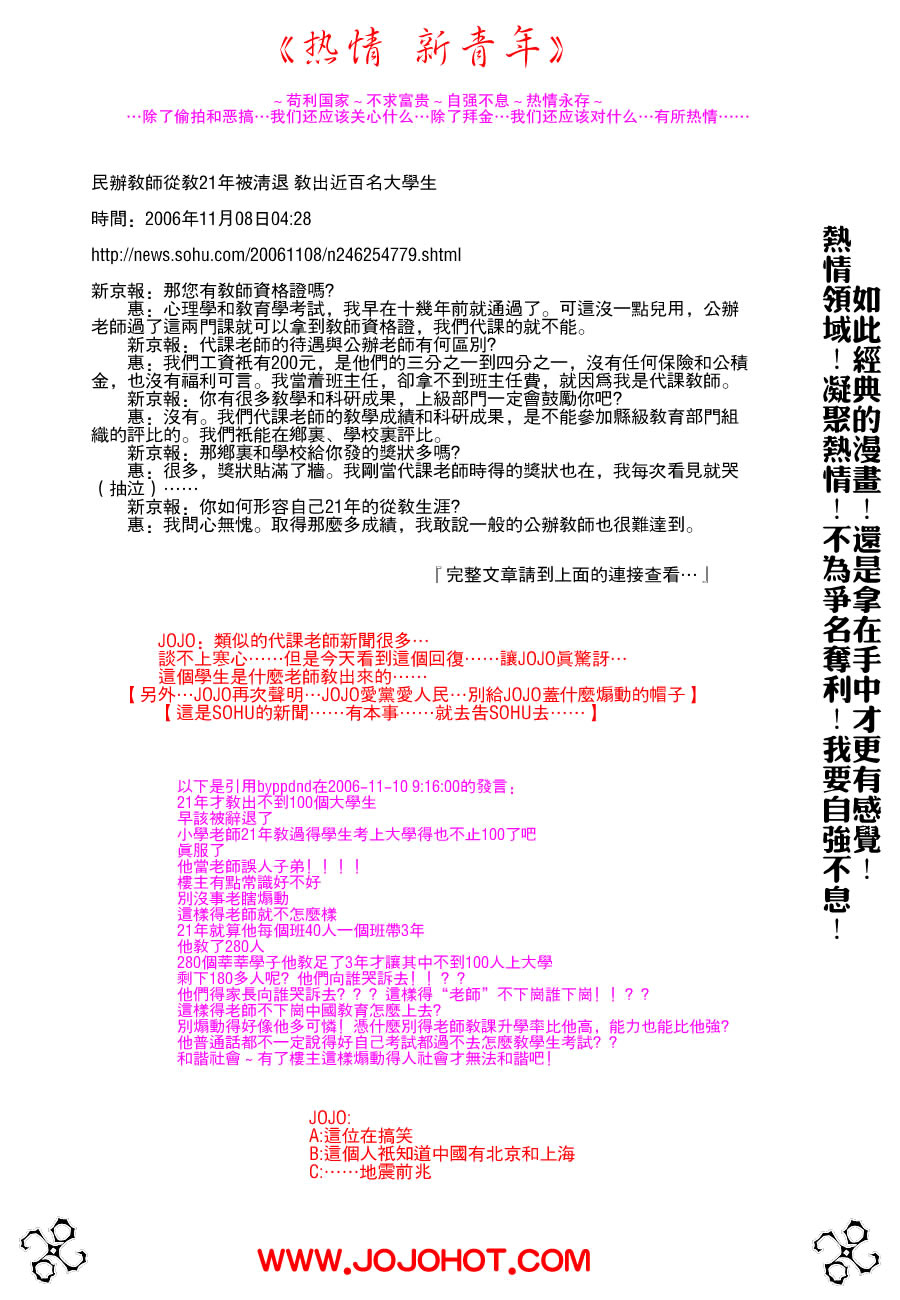 《热情 新青年》
~苟利国家~不求富贵~自强不息~热情永存~
…除了偷拍和恶搞…我们还应该关心什么…除了拜金…我们还应该对什么…有所热情……
民辦敎師從敎21年被淸退 敎出近百名大學生
時間：2006年11月08日04:28
http://news.sohu.com/20061108/n246254779.shtml
新京報：那您有敎師資格證嗎?
惠：心理學和敎育學考試，我早在十幾年前就通過了。可這沒一點兒用，公辦
老師過了這兩門課就可以拿到敎師資格證，我們代課的就不能。
新京報：代課老師的待遇與公辦老師有何區別?
惠：我們工資衹有200元，是他們的三分之一到四分之一，沒有任何保險和公積
金，也沒有福利可言。我當着班主任，卻拿不到班主任費，就因爲我是代課敎師。
新京報：你有很多敎學和科硏成果，上級部門一定會鼓勵你吧?
惠：沒有。我們代課老師的敎學成績和科硏成果，是不能參加縣級敎育部門組
織的評比的。我們衹能在鄉裏、學校裏評比。
新京報：那鄉裏和學校給你發的獎狀多嗎?
惠：很多，獎狀貼滿了牆。我剛當代課老師時得的獎狀也在，我每次看見就哭
（抽泣）……
新京報：你如何形容自己21年的從敎生涯?
惠：我問心無愧。取得那麼多成績，我敢說一般的公辦敎師也很難達到。
『完整文章請到上面的連接查看…』
JOJO：類似的代課老師新聞很多…
談不上寒心……但是今天看到這個回復……讓JOJO眞驚訝…
這個學生是什麼老師敎出來的……
【另外…JOJO再次聲明…JOJO愛黨愛人民…別給JOJO蓋什麼煽動的帽子】
【這是SOHU的新聞……有本事……就去告SOHU去……】
以下是引用byppdnd在2006-11-10 9:16:00的發言：
21年才敎出不到100個大學生
早該被辭退了
小學老師21年敎過得學生考上大學得也不止100了吧
眞服了
他當老師誤人子弟！！！！
樓主有點常識好不好
別沒事老瞎煽動
這樣得老師就不怎麼樣
21年就算他每個班40人一個班帶3年
他敎了280人
280個莘莘學子他敎足了3年才讓其中不到100人上大學
剩下180多人呢？他們向誰哭訴去！！？？
他們得家長向誰哭訴去？？？這樣得“老師”不下崗誰下崗！！？？
這樣得老師不下崗中國敎育怎麼上去?
別煽動得好像他多可憐！憑什麼別得老師敎課升學率比他高，能力也能比他強?
他普通話都不一定說得好自己考試都過不去怎麼敎學生考試？？
和諧社會~有了樓主這樣煽動得人社會才無法和諧吧！
JOJO:
A:這位在搞笑
B:這個人衹知道中國有北京和上海
C:……地震前兆
如此經典的漫畫！還是拿在手中才更有感覺！
熱情領域！凝聚熱情！不為爭名奪利！我要自強不息！
WWW.JOJOHOT.COM